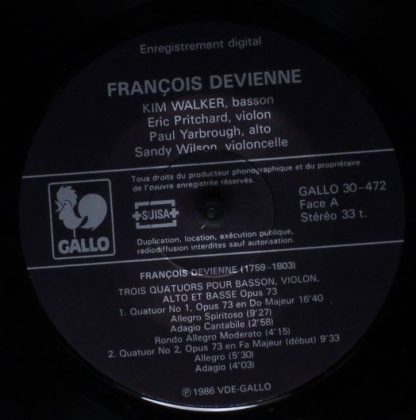 Enregistrement digital
FRANÇOIS DEVIENNE
KIM WALKER, basson
Eric Pritchard, violon
Paul Yarbrough, alto
Sandy Wilson, violoncelle
Tous droits du producteur phonographique et du propriétaire
de l'œuvre enregistrée réservés.
GALLO 30-472
Face A
Stéréo 33 t.
SUISA
GALLO
Duplication, location, exécution publique,
radiodiffusion interdites sauf autorisation.
FRANÇOIS DEVIENNE (1759-1803)
TROIS QUATUORS POUR BASSON, VIOLON,
ALTO ET BASSE Opus 73
1. Quatuor No 1, Opus 73 en Do Majeur 16'40
Allegro Spiritoso (9'27)
Adagio Cantabile (2'58)
Rondo Allegro Moderato (4'15)
2. Quatuor No 2, Opus 73 en Fa Majeur (début) 9'33
Allegro (5'30)
Adagio (4'03)
Ⓟ 1986 VDE-GALLO